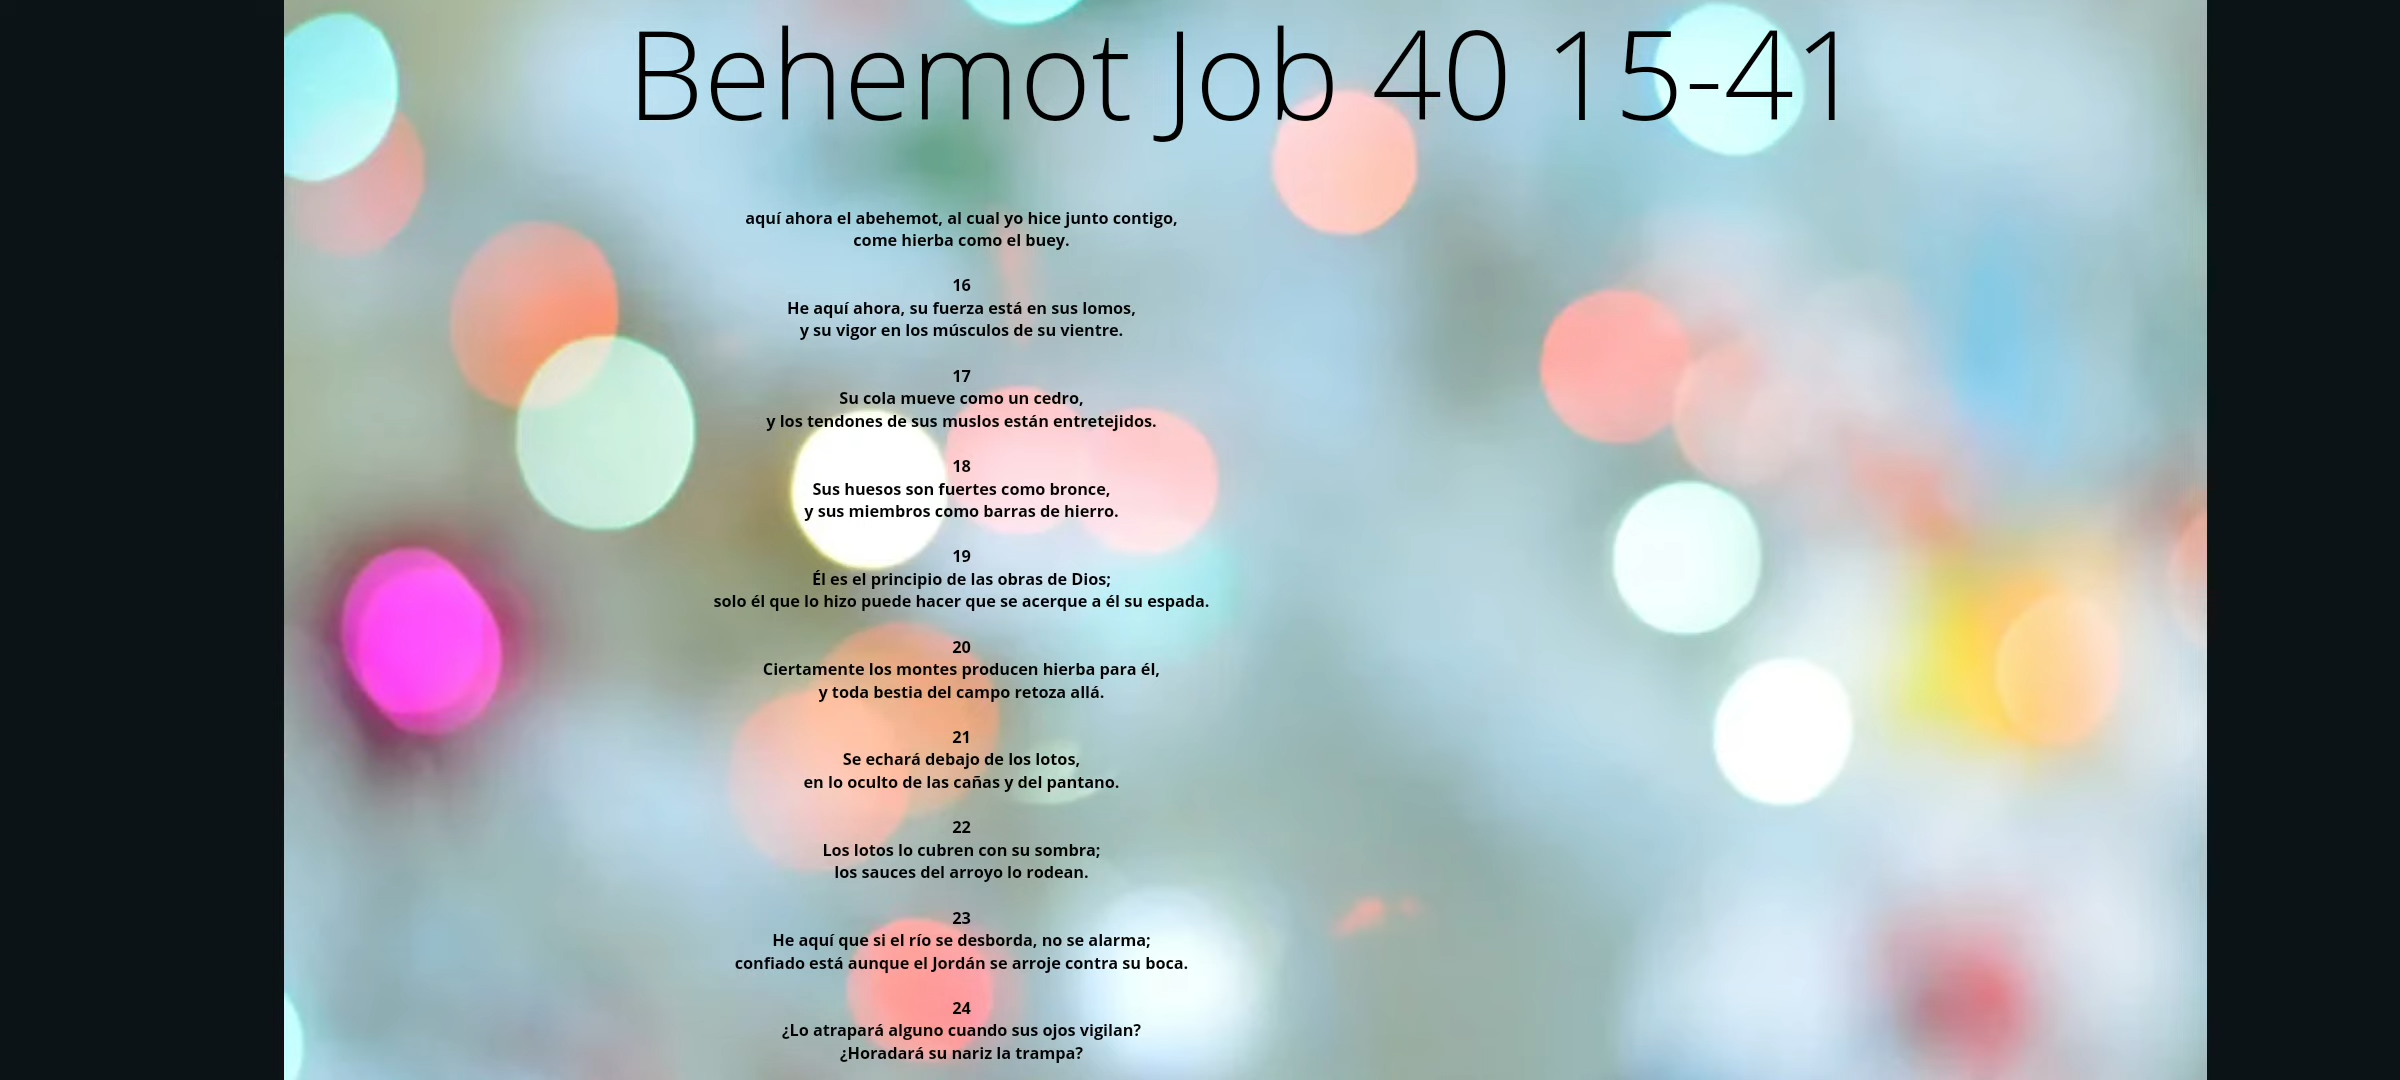 Behemot Job 40 15-41
aquí ahora el abehemot, al cual yo hice junto contigo,
come hierba como el buey.
16
He aquí ahora, su fuerza está en sus lomos,
y su vigor en los músculos de su vientre.
17
Su cola mueve como un cedro,
y los tendones de sus muslos están entretejidos.
18
Sus huesos son fuertes como bronce,
y sus miembros como barras de hierro.
19
Él es el principio de las obras de Dios;
solo él que lo hizo puede hacer que se acerque a él su espada.
20
Ciertamente los montes producen hierba para él,
y toda bestia del campo retoza allá.
21
Se echará debajo de los lotos,
en lo oculto de las cañas y del pantano.
22
Los lotos lo cubren con su sombra;
los sauces del arroyo lo rodean.
23
He aquí que si el río se desborda, no se alarma;
confiado está aunque el Jordán se arroje contra su boca.
24
¿Lo atrapará alguno cuando sus ojos vigilan?
¿Horadará su nariz la trampa?